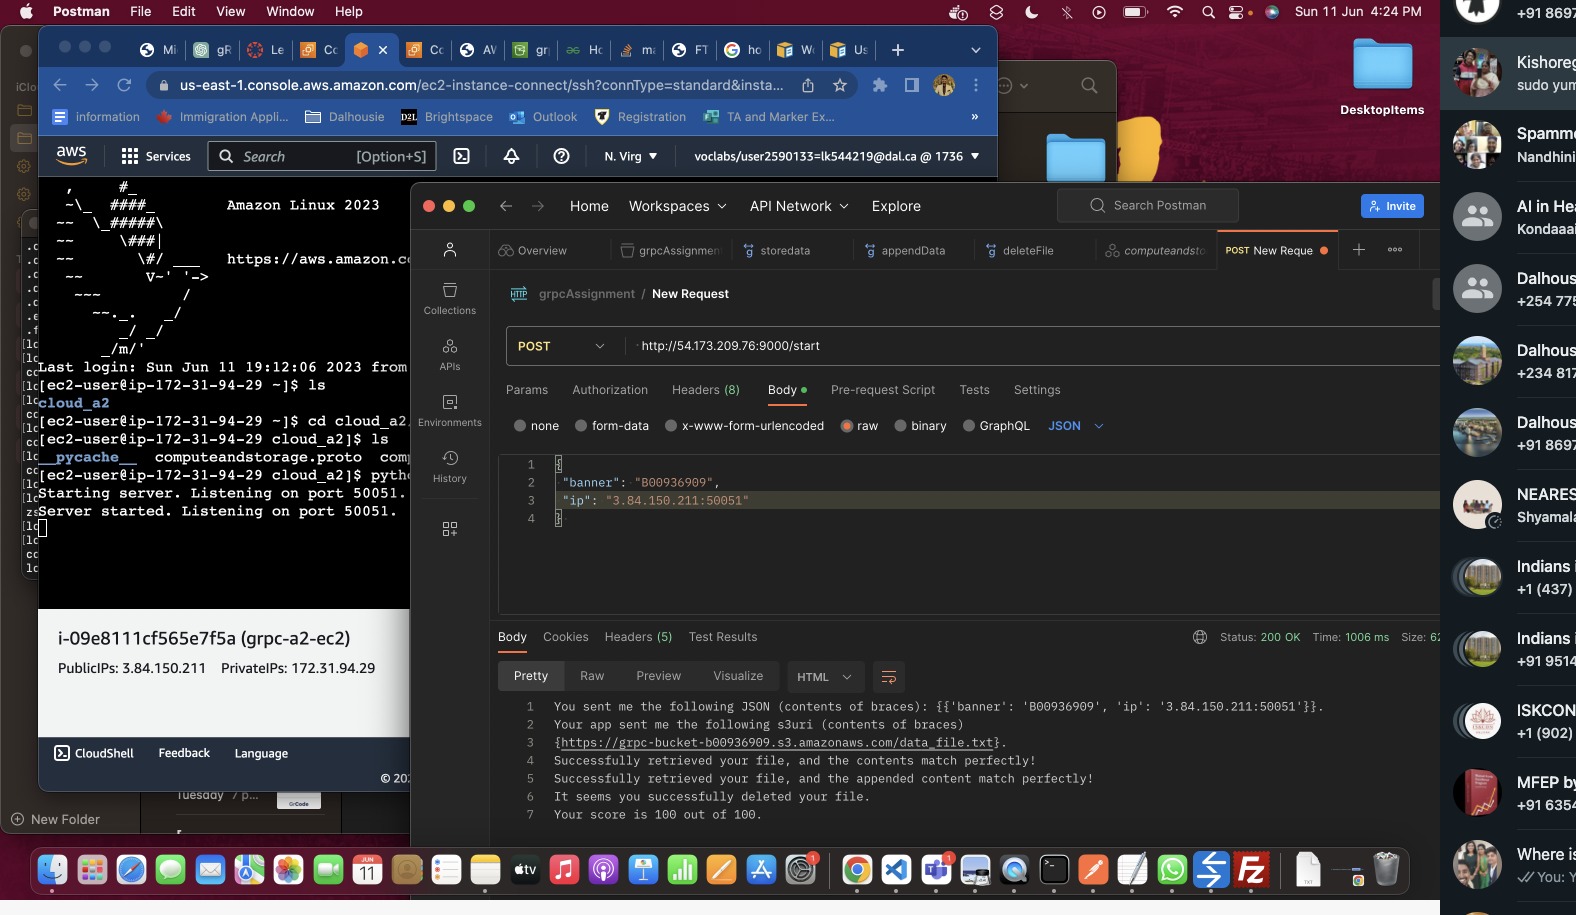 Postman File Edit View Window Help
Sun 11 Jun 4:24 PM
us-east-1.console.aws.amazon.com/ec2-instance-connect/ssh?connType=standard&insta...
information Immigration Appli... Dalhousie Brightspace Outlook Registration TA and Marker Ex... »
aws Services Search [Option+S] N. Virg voclabs/user2590133=lk544219@dal.ca @ 1736
, #_
~\_ ####_ Amazon Linux 2023
~~ \_#####\
~~ \###|
~~ \#/ ___ https://aws.amazon.co
~~ V~' '->
~~~ /
~~._. _/
_/ _/
_/m/'
Last login: Sun Jun 11 19:12:06 2023 from
[ec2-user@ip-172-31-94-29 ~]$ ls
cloud_a2
[ec2-user@ip-172-31-94-29 ~]$ cd cloud_a2
[ec2-user@ip-172-31-94-29 cloud_a2]$ ls
__pycache__ computeandstorage.proto com
[ec2-user@ip-172-31-94-29 cloud_a2]$ pyth
Starting server. Listening on port 50051.
Server started. Listening on port 50051.
i-09e8111cf565e7f5a (grpc-a2-ec2)
PublicIPs: 3.84.150.211 PrivateIPs: 172.31.94.29
CloudShell Feedback Language
© 202
Tuesday 7 p...
New Folder
Home Workspaces API Network Explore
Search Postman
Invite
Overview grpcAssignmen storedata appendData deleteFile computeandsto POST New Reque
Collections
APIs
Environments
History
grpcAssignment / New Request
POST http://54.173.209.76:9000/start
Params Authorization Headers (8) Body Pre-request Script Tests Settings
none form-data x-www-form-urlencoded raw binary GraphQL JSON
1 {
2 "banner": "B00936909",
3 "ip": "3.84.150.211:50051"
4 }
Body Cookies Headers (5) Test Results
Status: 200 OK Time: 1006 ms Size: 62
Pretty Raw Preview Visualize HTML
1 You sent me the following JSON (contents of braces): {{'banner': 'B00936909', 'ip': '3.84.150.211:50051'}}.
2 Your app sent me the following s3uri (contents of braces)
3 {https://grpc-bucket-b00936909.s3.amazonaws.com/data_file.txt}.
4 Successfully retrieved your file, and the contents match perfectly!
5 Successfully retrieved your file, and the appended content match perfectly!
6 It seems you successfully deleted your file.
7 Your score is 100 out of 100.
DesktopItems
+91 8697
Kishoreg
sudo yum
Spamme
Nandhini
AI in Hea
Kondaaai
Dalhous
+254 775
Dalhous
+234 817
Dalhous
+91 8697
NEARES
Shyamala
Indians i
+1 (437)
Indians i
+91 9514
ISKCON
+1 (902)
MFEP by
+91 6354
Where is
You: Y
JUN
11
tv